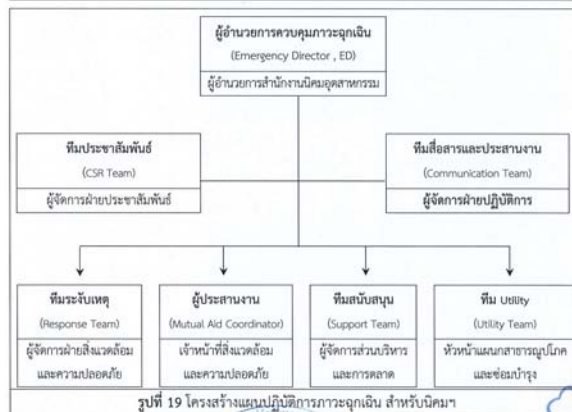 ผู้อำนวยการควบคุมภาวะฉุกเฉิน
(Emergency Director , ED)
ผู้อำนวยการสำนักงานนิคมอุตสาหกรรม
ทีมประชาสัมพันธ์
(CSR Team)
ผู้จัดการฝ่ายประชาสัมพันธ์
ทีมสื่อสารและประสานงาน
(Communication Team)
ผู้จัดการฝ่ายปฏิบัติการ
ทีมระงับเหตุ
(Response Team)
ผู้จัดการฝ่ายสิ่งแวดล้อม
และความปลอดภัย
ผู้ประสานงาน
(Mutual Aid Coordinator)
เจ้าหน้าที่สิ่งแวดล้อม
และความปลอดภัย
ทีมสนับสนุน
(Support Team)
ผู้จัดการส่วนบริหาร
และการตลาด
ทีม Utility
(Utility Team)
หัวหน้าแผนกสาธารณูปโภค
และซ่อมบำรุง
รูปที่ 19 โครงสร้างแผนปฏิบัติการภาวะฉุกเฉิน สำหรับนิคมฯ